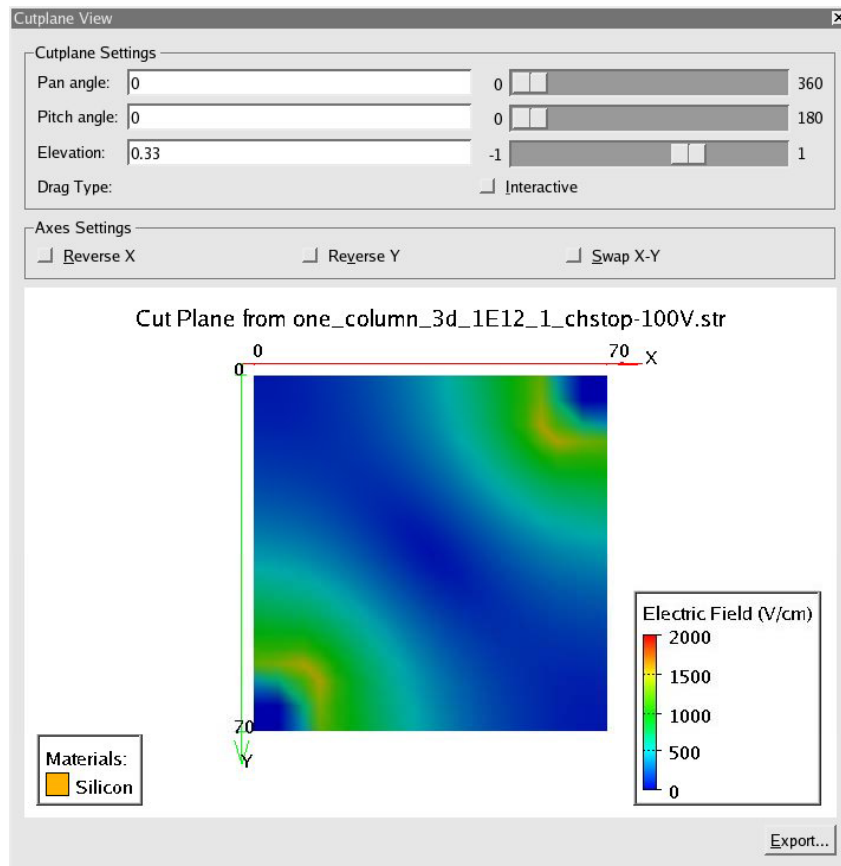 Cutplane View
Cutplane Settings
Pan angle: 0 0 360
Pitch angle: 0 0 180
Elevation: 0.33 -1 1
Drag Type: Interactive
Axes Settings
Reverse X Reverse Y Swap X-Y
Cut Plane from one_column_3d_1E12_1_chstop-100V.str
0 70 X
0
70
Y
Electric Field (V/cm)
2000
1500
1000
500
0
Materials:
Silicon
Export...